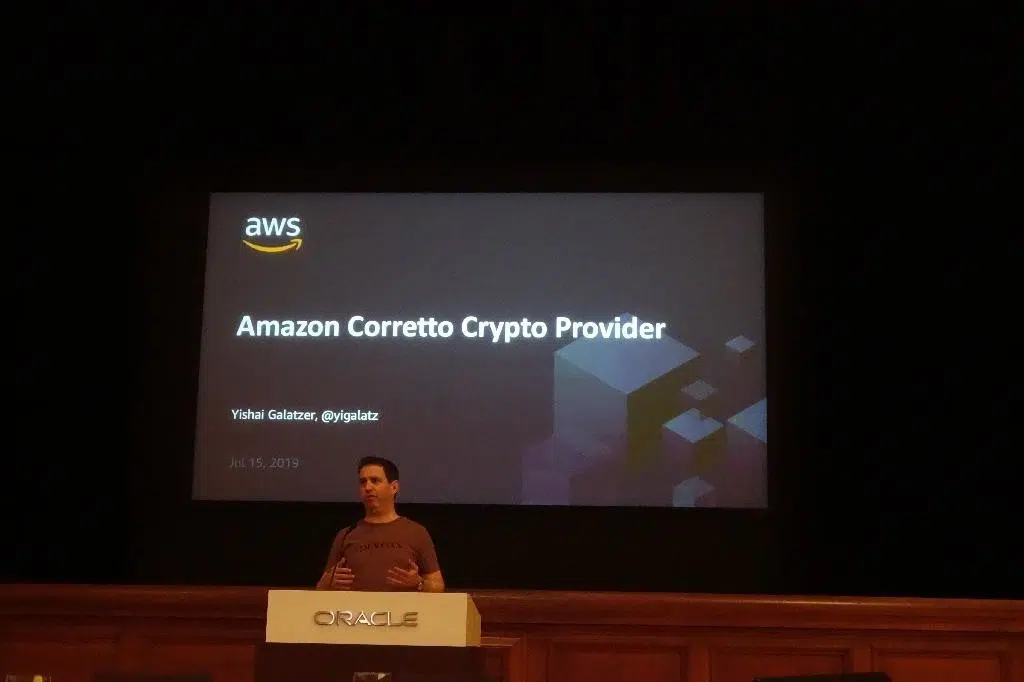 aws
Amazon Corretto Crypto Provider
Yishai Galatzer, @yigalatz
Jul 15, 2019
ORACLE